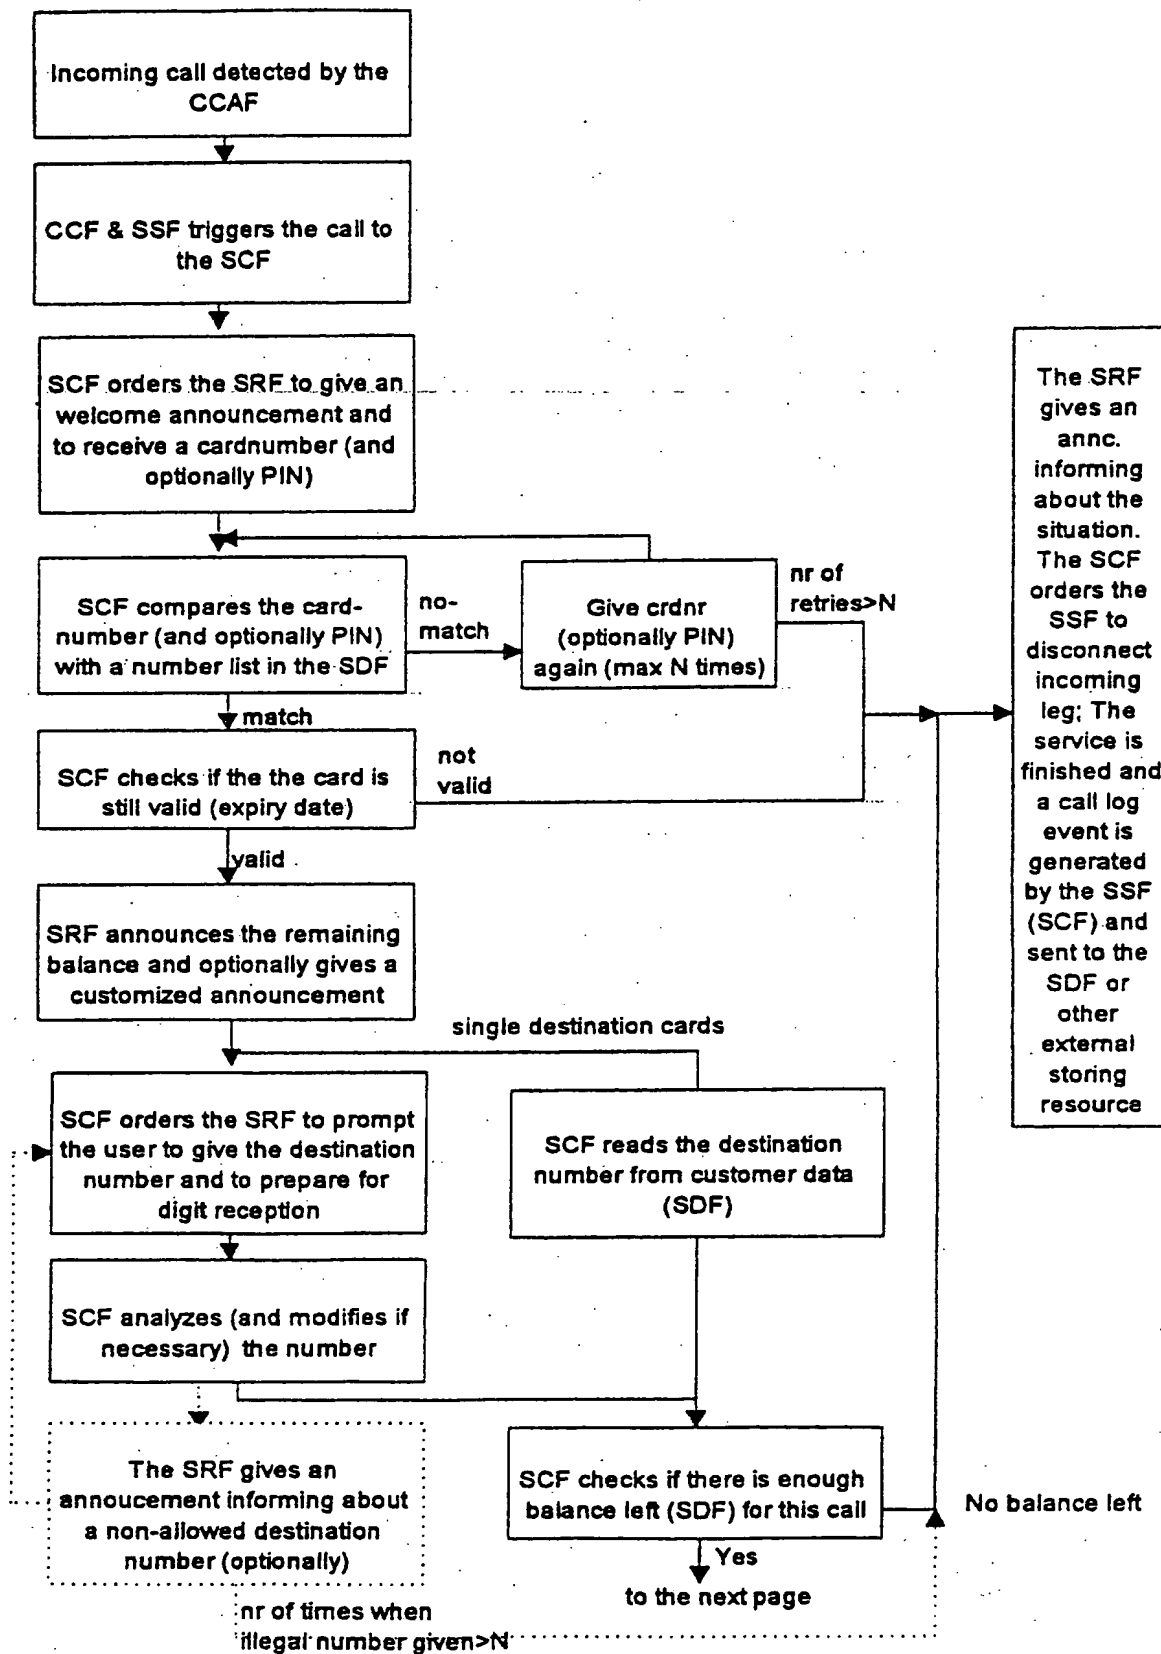 Incoming call detected by the
CCAF
CCF & SSF triggers the call to
the SCF
SCF orders the SRF to give an
welcome announcement and
to receive a cardnumber (and
optionally PIN)
SCF compares the card-
number (and optionally PIN)
with a number list in the SDF
no-
match
Give crdnr
(optionally PIN)
again (max N times)
nr of
retries>N
match
SCF checks if the the card is
still valid (expiry date)
not
valid
valid
SRF announces the remaining
balance and optionally gives a
customized announcement
single destination cards
SCF orders the SRF to prompt
the user to give the destination
number and to prepare for
digit reception
SCF reads the destination
number from customer data
(SDF)
SCF analyzes (and modifies if
necessary) the number
The SRF gives an
annoucement informing about
a non-allowed destination
number (optionally)
SCF checks if there is enough
balance left (SDF) for this call
No balance left
Yes
to the next page
nr of times when
illegal number given>N
The SRF
gives an
annc.
informing
about the
situation.
The SCF
orders the
SSF to
disconnect
incoming
leg; The
service is
finished and
a call log
event is
generated
by the SSF
(SCF) and
sent to the
SDF or
other
external
storing
resource